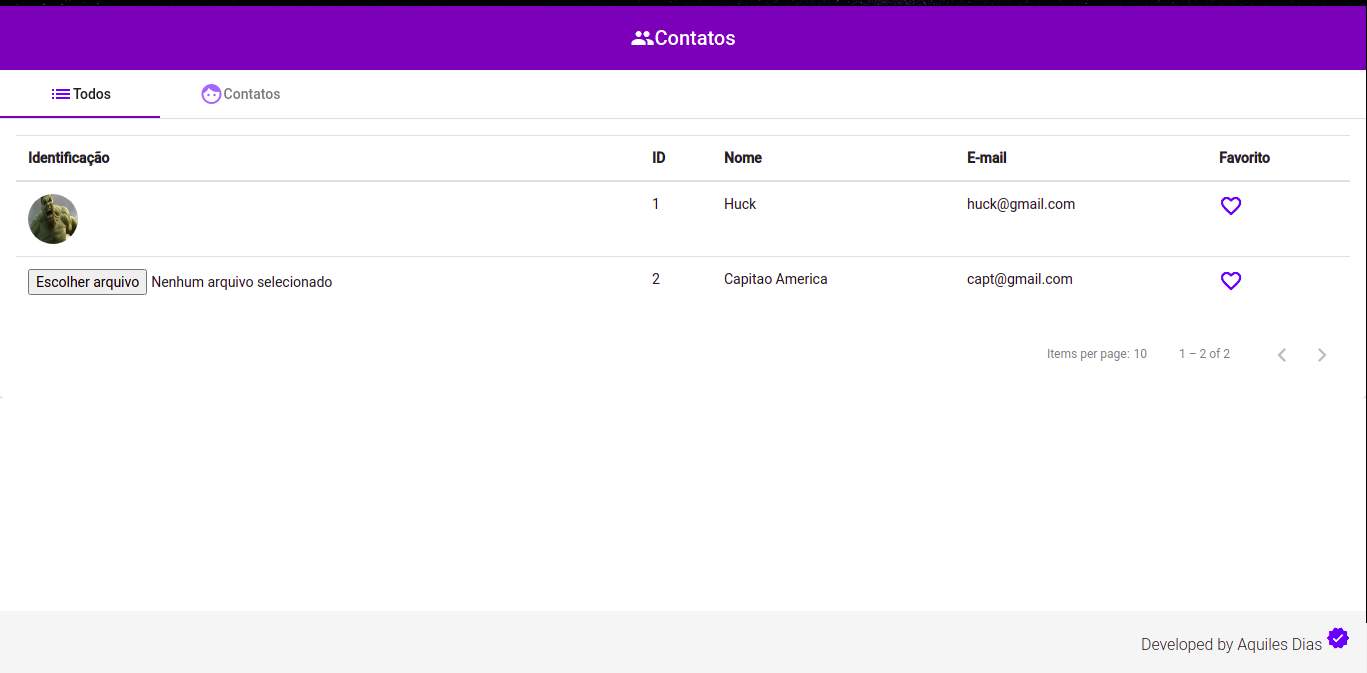 Contatos
Todos Contatos
Identificação ID Nome E-mail Favorito
1 Huck huck@gmail.com
Escolher arquivo Nenhum arquivo selecionado 2 Capitao America capt@gmail.com
Items per page: 10 1 – 2 of 2
Developed by Aquiles Dias